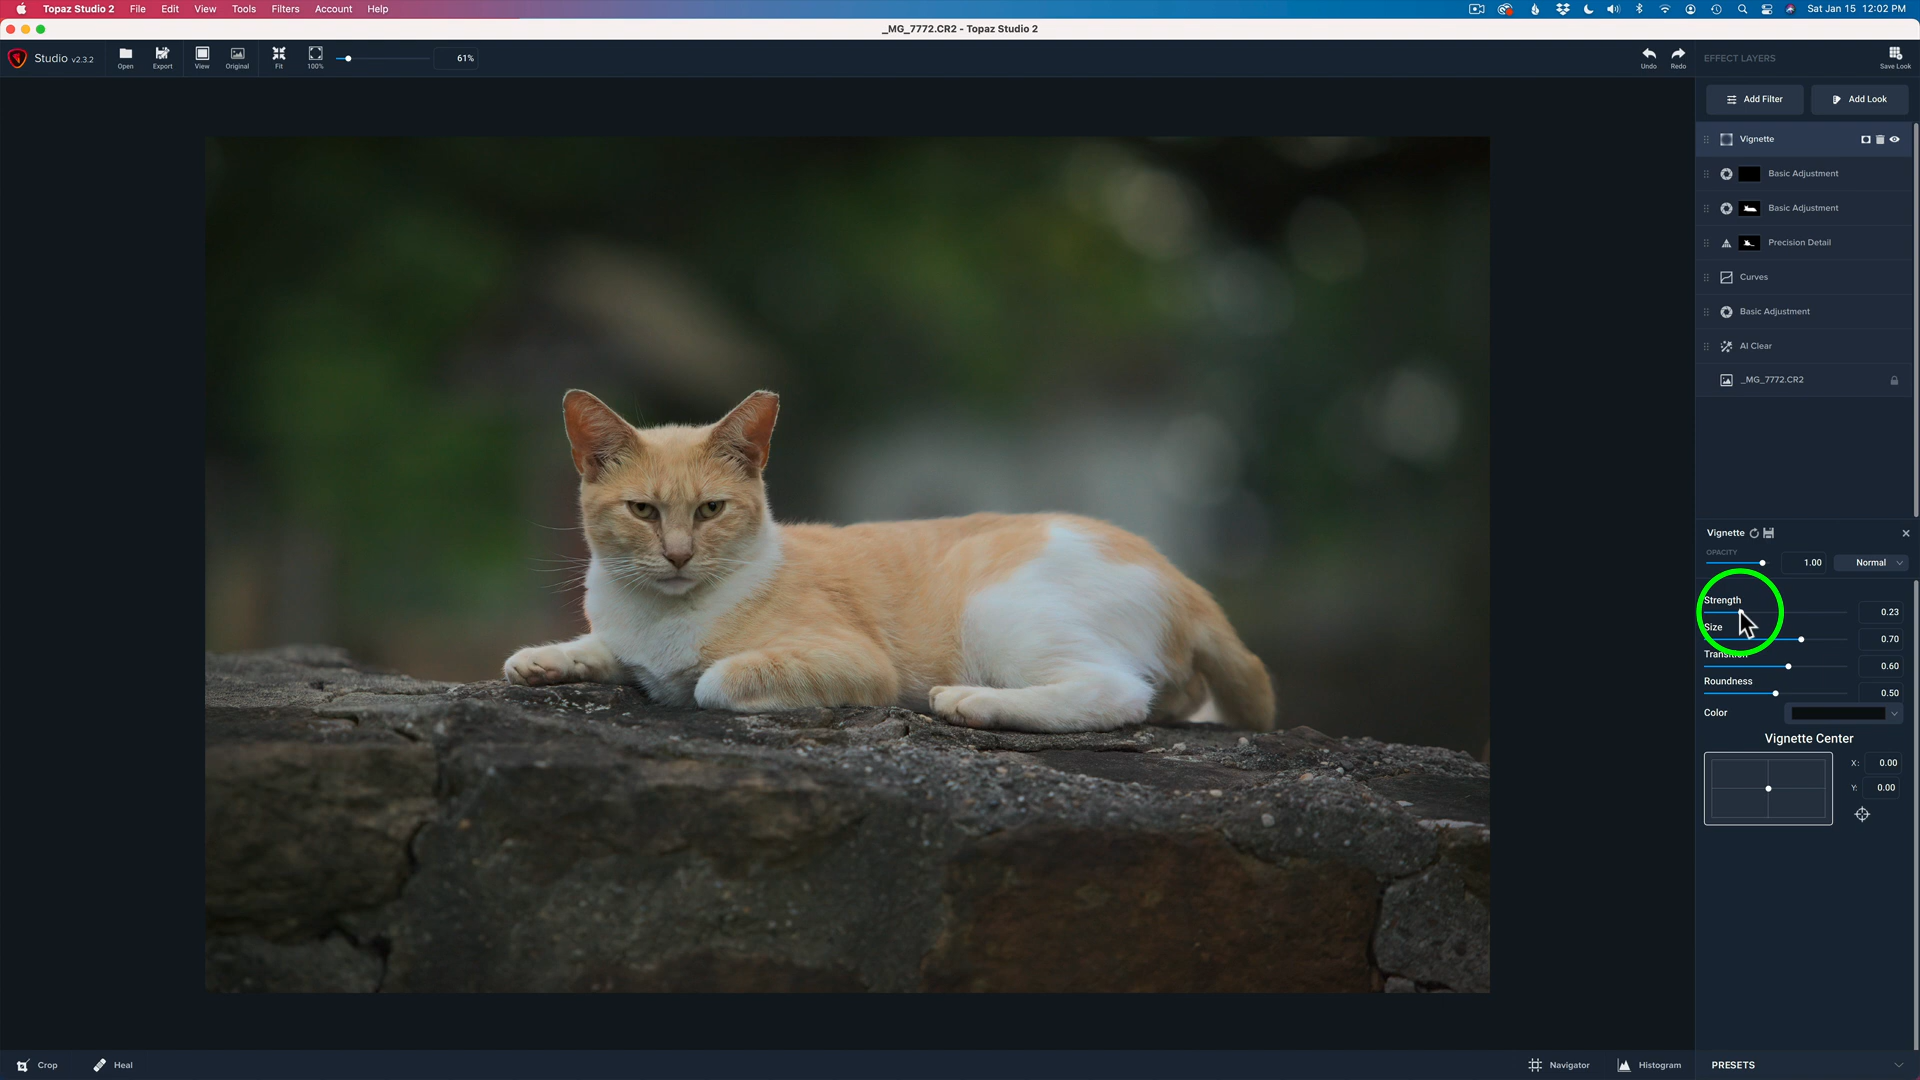 Topaz Studio 2 File Edit View Tools Filters Account Help Sat Jan 15 12:02 PM
_MG_7772.CR2 - Topaz Studio 2
Studio v2.3.2 Open Export View Original Fit 100% 61% Undo Redo EFFECT LAYERS Save Look
Add Filter Add Look
Vignette
Basic Adjustment
Basic Adjustment
Precision Detail
Curves
Basic Adjustment
AI Clear
_MG_7772.CR2
Vignette
OPACITY
1.00 Normal
Strength 0.23
Size 0.70
Transition 0.60
Roundness 0.50
Color
Vignette Center
X: 0.00
Y: 0.00
Crop Heal Navigator Histogram PRESETS